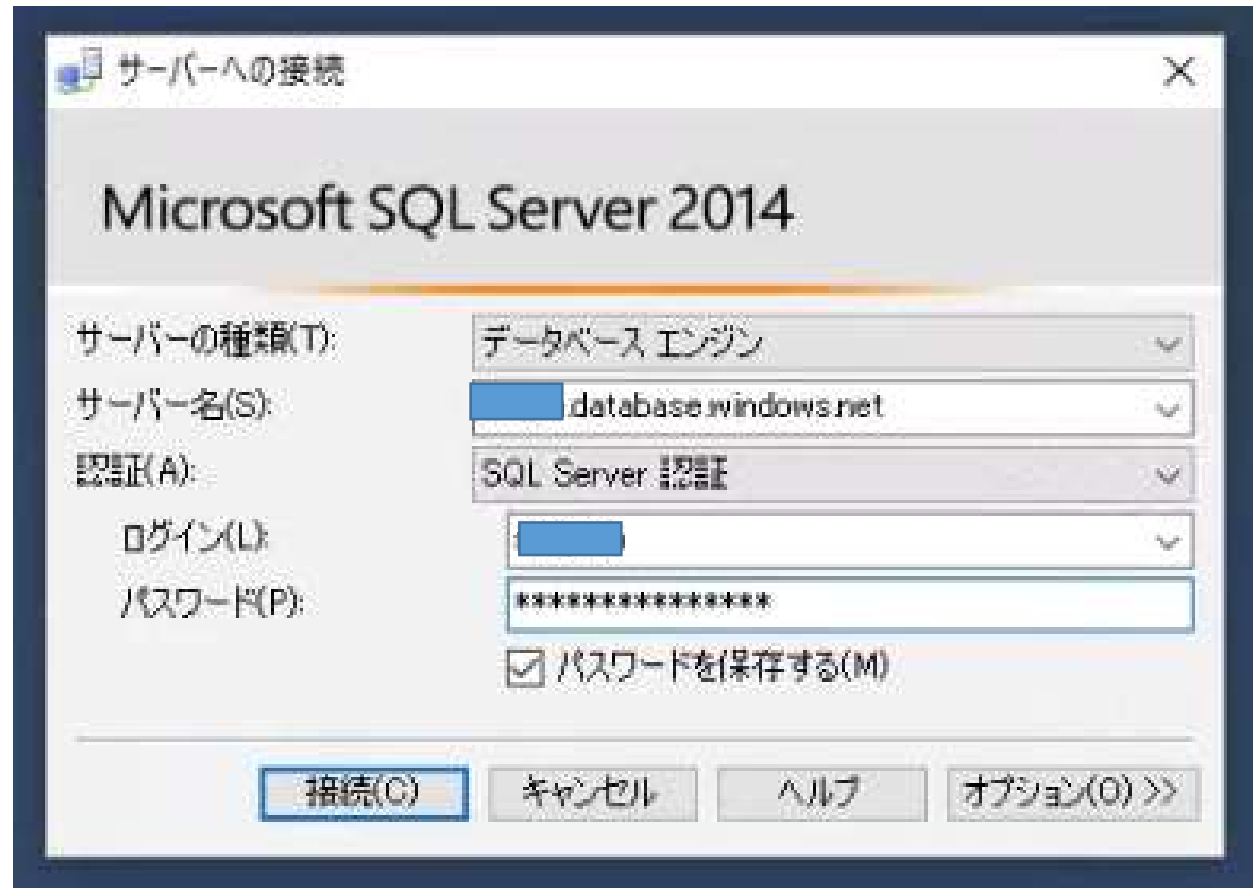 サーバーへの接続
Microsoft SQL Server 2014
サーバーの種類(T):
データベース エンジン
サーバー名(S):
.database.windows.net
認証(A):
SQL Server 認証
ログイン(L):
パスワード(P):
***************
パスワードを保存する(M)
接続(C)
キャンセル
ヘルプ
オプション(O) >>